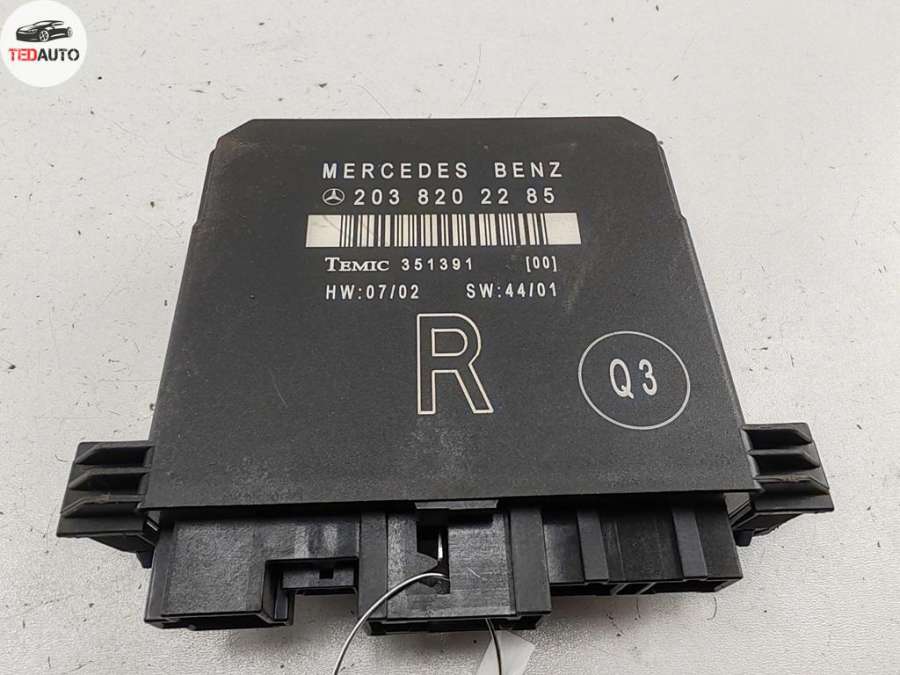 TEDAUTO
MERCEDES BENZ
203 820 22 85
TEMIC 351391 [00]
HW:07/02 SW:44/01
R
Q3